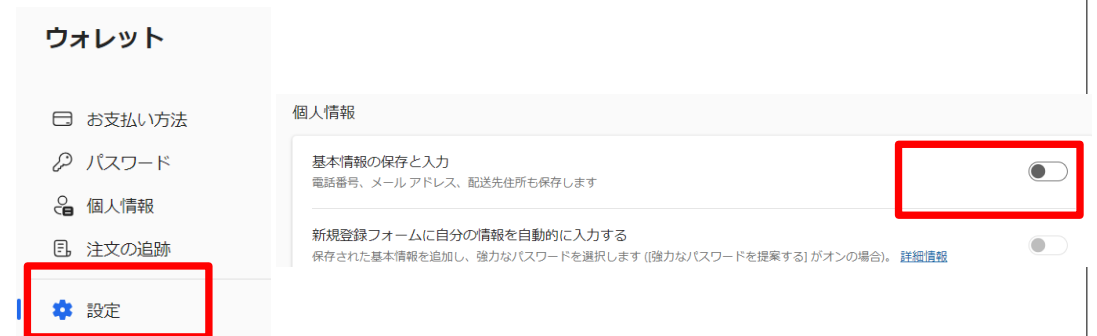 ウォレット
お支払い方法
パスワード
個人情報
注文の追跡
設定
個人情報
基本情報の保存と入力
電話番号、メール アドレス、配送先住所も保存します
新規登録フォームに自分の情報を自動的に入力する
保存された基本情報を追加し、強力なパスワードを選択します ([強力なパスワードを提案する] がオンの場合)。 詳細情報